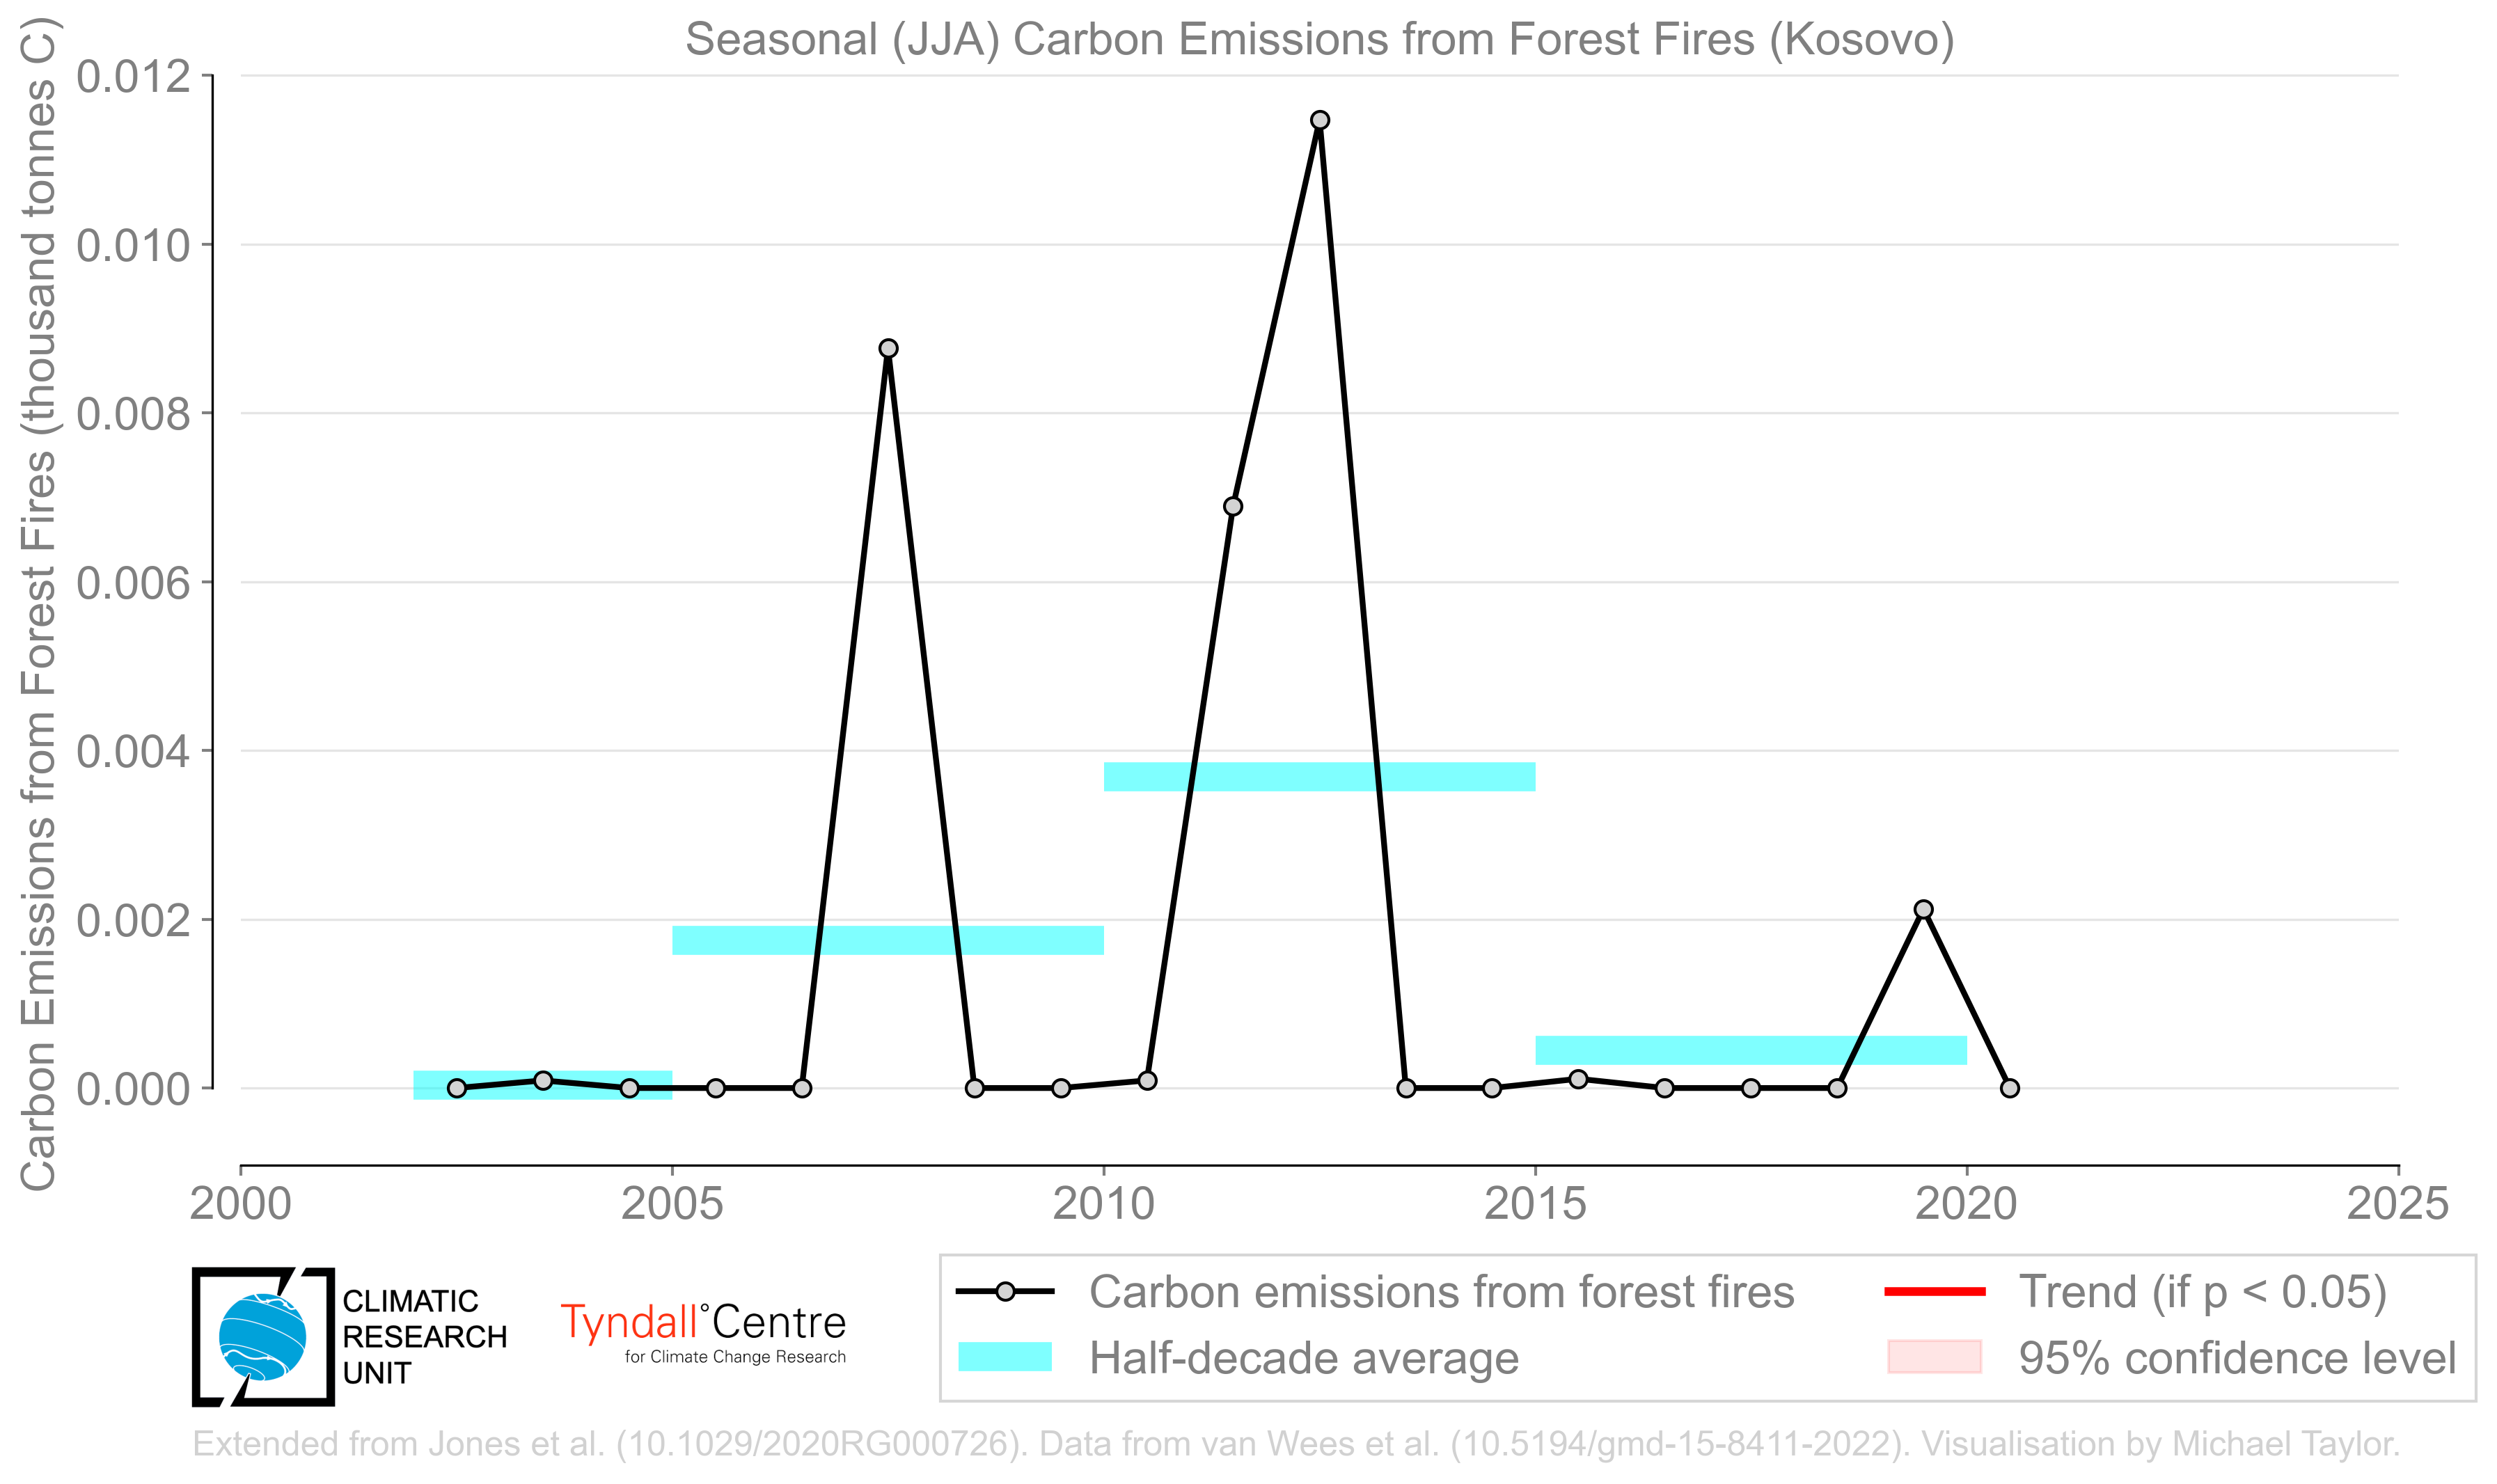 Seasonal (JJA) Carbon Emissions from Forest Fires (Kosovo)
Carbon Emissions from Forest Fires (thousand tonnes C)
0.012
0.010
0.008
0.006
0.004
0.002
0.000
2000 2005 2010 2015 2020 2025
CLIMATIC
RESEARCH
UNIT
Tyndall°Centre
for Climate Change Research
Carbon emissions from forest fires
Half-decade average
Trend (if p < 0.05)
95% confidence level
Extended from Jones et al. (10.1029/2020RG000726). Data from van Wees et al. (10.5194/gmd-15-8411-2022). Visualisation by Michael Taylor.